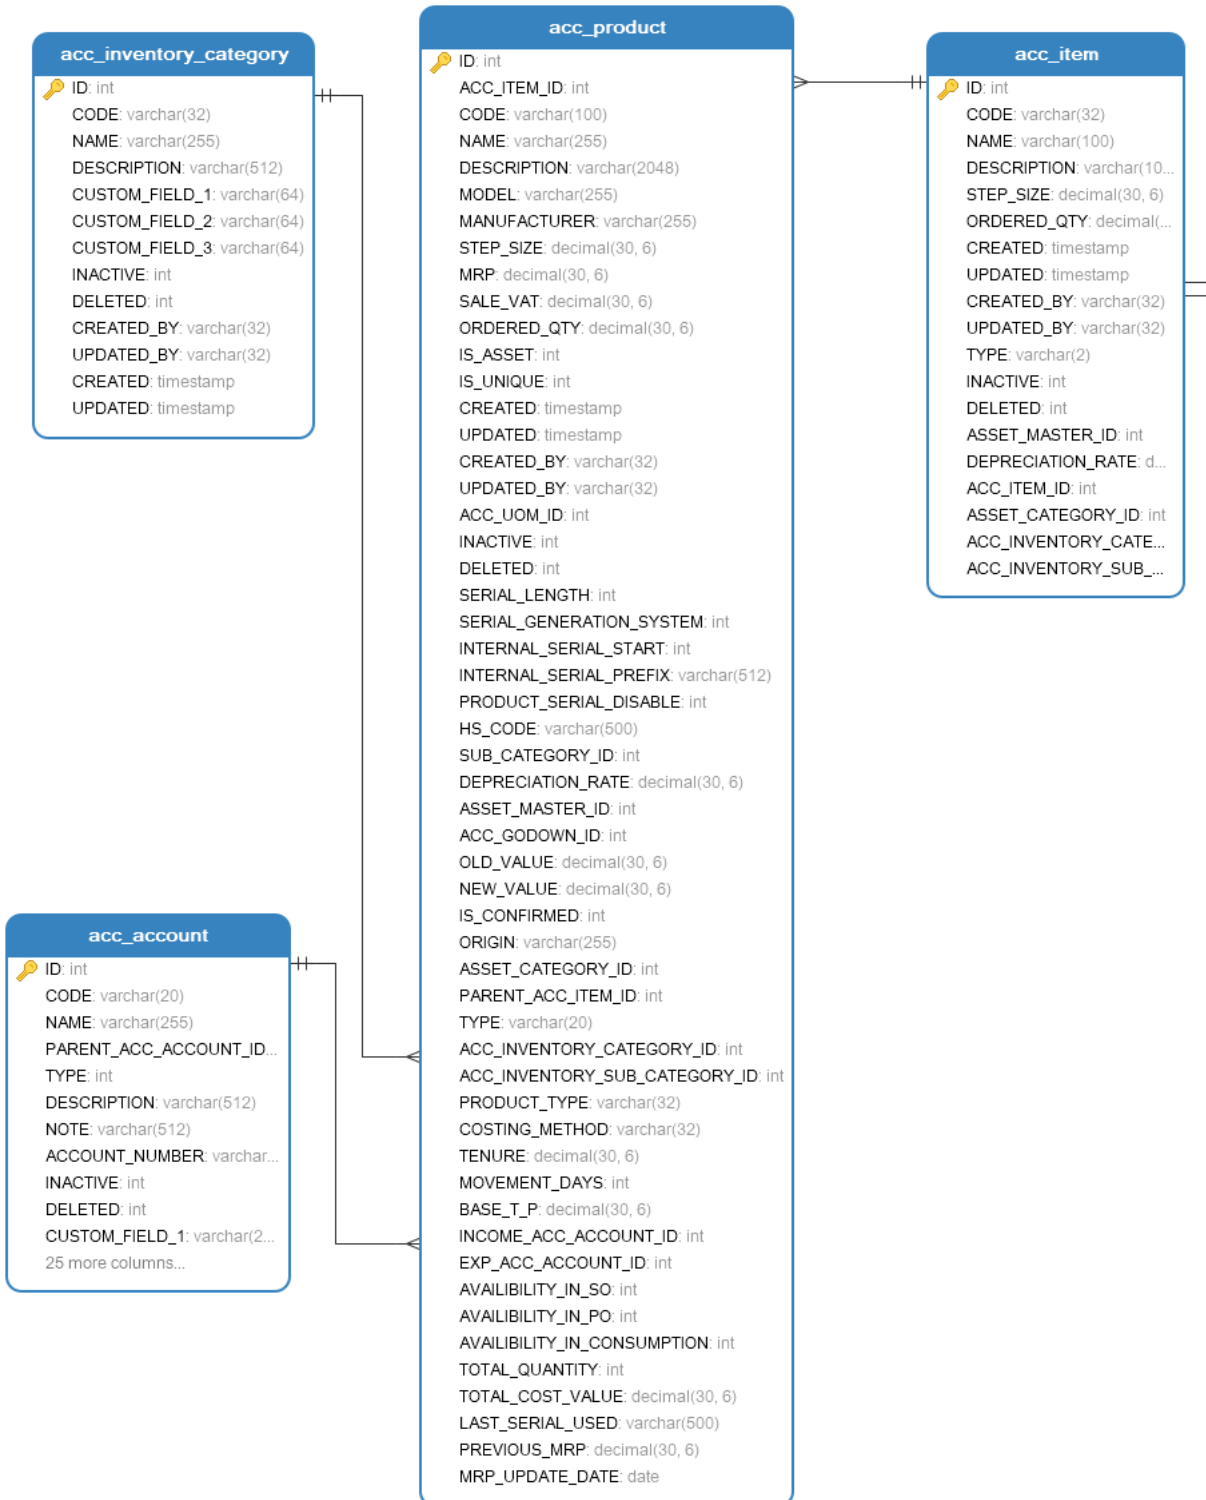 acc_inventory_category
ID: int
CODE: varchar(32)
NAME: varchar(255)
DESCRIPTION: varchar(512)
CUSTOM_FIELD_1: varchar(64)
CUSTOM_FIELD_2: varchar(64)
CUSTOM_FIELD_3: varchar(64)
INACTIVE: int
DELETED: int
CREATED_BY: varchar(32)
UPDATED_BY: varchar(32)
CREATED: timestamp
UPDATED: timestamp
acc_account
ID: int
CODE: varchar(20)
NAME: varchar(255)
PARENT_ACC_ACCOUNT_ID...
TYPE: int
DESCRIPTION: varchar(512)
NOTE: varchar(512)
ACCOUNT_NUMBER: varchar...
INACTIVE: int
DELETED: int
CUSTOM_FIELD_1: varchar(2...
25 more columns...
acc_product
ID: int
ACC_ITEM_ID: int
CODE: varchar(100)
NAME: varchar(255)
DESCRIPTION: varchar(2048)
MODEL: varchar(255)
MANUFACTURER: varchar(255)
STEP_SIZE: decimal(30, 6)
MRP: decimal(30, 6)
SALE_VAT: decimal(30, 6)
ORDERED_QTY: decimal(30, 6)
IS_ASSET: int
IS_UNIQUE: int
CREATED: timestamp
UPDATED: timestamp
CREATED_BY: varchar(32)
UPDATED_BY: varchar(32)
ACC_UOM_ID: int
INACTIVE: int
DELETED: int
SERIAL_LENGTH: int
SERIAL_GENERATION_SYSTEM: int
INTERNAL_SERIAL_START: int
INTERNAL_SERIAL_PREFIX: varchar(512)
PRODUCT_SERIAL_DISABLE: int
HS_CODE: varchar(500)
SUB_CATEGORY_ID: int
DEPRECIATION_RATE: decimal(30, 6)
ASSET_MASTER_ID: int
ACC_GODOWN_ID: int
OLD_VALUE: decimal(30, 6)
NEW_VALUE: decimal(30, 6)
IS_CONFIRMED: int
ORIGIN: varchar(255)
ASSET_CATEGORY_ID: int
PARENT_ACC_ITEM_ID: int
TYPE: varchar(20)
ACC_INVENTORY_CATEGORY_ID: int
ACC_INVENTORY_SUB_CATEGORY_ID: int
PRODUCT_TYPE: varchar(32)
COSTING_METHOD: varchar(32)
TENURE: decimal(30, 6)
MOVEMENT_DAYS: int
BASE_T_P: decimal(30, 6)
INCOME_ACC_ACCOUNT_ID: int
EXP_ACC_ACCOUNT_ID: int
AVAILIBILITY_IN_SO: int
AVAILIBILITY_IN_PO: int
AVAILIBILITY_IN_CONSUMPTION: int
TOTAL_QUANTITY: int
TOTAL_COST_VALUE: decimal(30, 6)
LAST_SERIAL_USED: varchar(500)
PREVIOUS_MRP: decimal(30, 6)
MRP_UPDATE_DATE: date
acc_item
ID: int
CODE: varchar(32)
NAME: varchar(100)
DESCRIPTION: varchar(10...
STEP_SIZE: decimal(30, 6)
ORDERED_QTY: decimal(...
CREATED: timestamp
UPDATED: timestamp
CREATED_BY: varchar(32)
UPDATED_BY: varchar(32)
TYPE: varchar(2)
INACTIVE: int
DELETED: int
ASSET_MASTER_ID: int
DEPRECIATION_RATE: d...
ACC_ITEM_ID: int
ASSET_CATEGORY_ID: int
ACC_INVENTORY_CATE...
ACC_INVENTORY_SUB_...